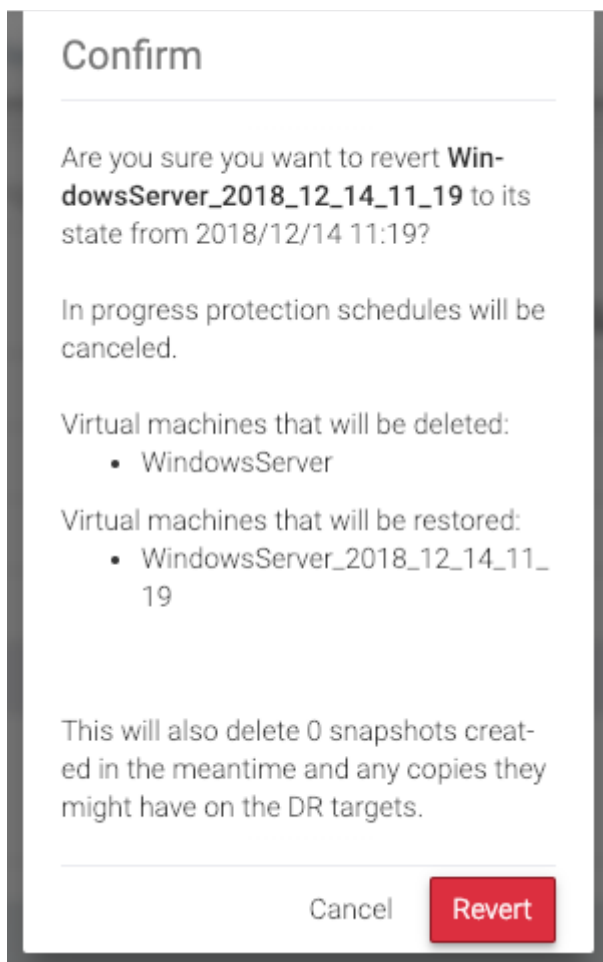 Confirm
Are you sure you want to revert Win-
dowsServer_2018_12_14_11_19 to its
state from 2018/12/14 11:19?
In progress protection schedules will be
canceled.
Virtual machines that will be deleted:
• WindowsServer
Virtual machines that will be restored:
• WindowsServer_2018_12_14_11_
19
This will also delete 0 snapshots creat-
ed in the meantime and any copies they
might have on the DR targets.
Cancel Revert